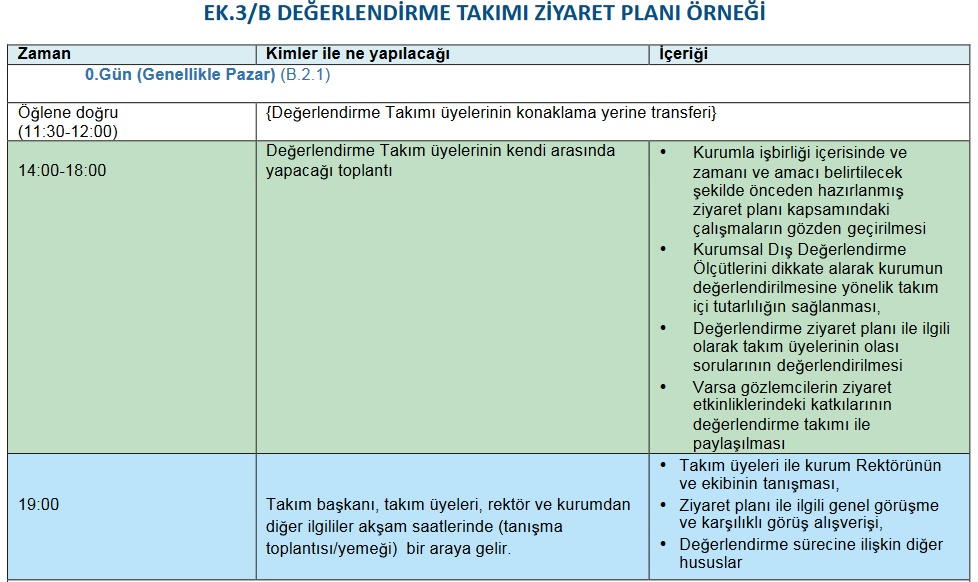 EK.3/B DEĞERLENDİRME TAKIMI ZİYARET PLANI ÖRNEĞİ
Zaman
Kimler ile ne yapılacağı
İçeriği
0.Gün (Genellikle Pazar) (B.2.1)
Öğlene doğru
(11:30-12:00)
{Değerlendirme Takımı üyelerinin konaklama yerine transferi}
14:00-18:00
Değerlendirme Takım üyelerinin kendi arasında
yapacağı toplantı
• Kurumla işbirliği içerisinde ve
zamanı ve amacı belirtilecek
şekilde önceden hazırlanmış
ziyaret planı kapsamındaki
çalışmaların gözden geçirilmesi
• Kurumsal Dış Değerlendirme
Ölçütlerini dikkate alarak kurumun
değerlendirilmesine yönelik takım
içi tutarlılığın sağlanması,
• Değerlendirme ziyaret planı ile ilgili
olarak takım üyelerinin olası
sorularının değerlendirilmesi
• Varsa gözlemcilerin ziyaret
etkinliklerindeki katkılarının
değerlendirme takımı ile
paylaşılması
19:00
Takım başkanı, takım üyeleri, rektör ve kurumdan
diğer ilgililer akşam saatlerinde (tanışma
toplantısı/yemeği) bir araya gelir.
• Takım üyeleri ile kurum Rektörünün
ve ekibinin tanışması,
• Ziyaret planı ile ilgili genel görüşme
ve karşılıklı görüş alışverişi,
• Değerlendirme sürecine ilişkin diğer
hususlar